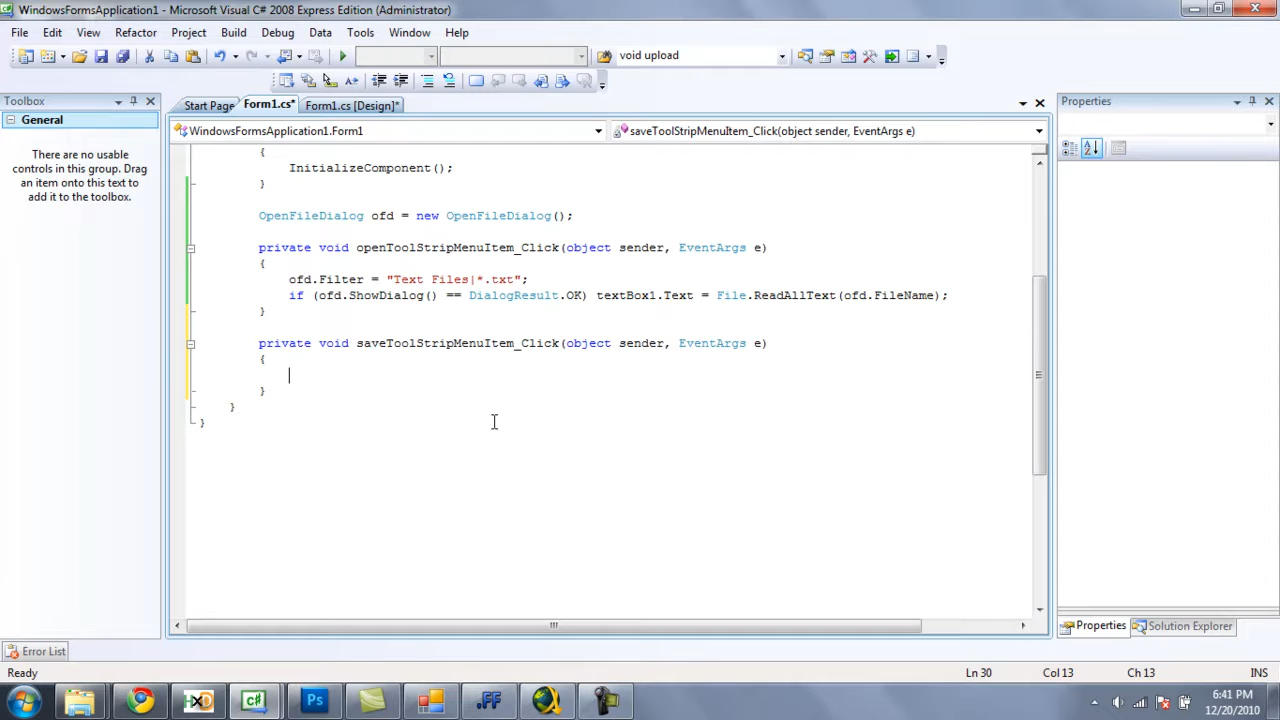 WindowsFormsApplication1 - Microsoft Visual C# 2008 Express Edition (Administrator)
File Edit View Refactor Project Build Debug Data Tools Window Help
void upload
Toolbox
Start Page Form1.cs* Form1.cs [Design]*
Properties
General
WindowsFormsApplication1.Form1
saveToolStripMenuItem_Click(object sender, EventArgs e)
There are no usable
controls in this group. Drag
an item onto this text to
add it to the toolbox.
{
InitializeComponent();
}
OpenFileDialog ofd = new OpenFileDialog();
private void openToolStripMenuItem_Click(object sender, EventArgs e)
{
ofd.Filter = "Text Files|*.txt";
if (ofd.ShowDialog() == DialogResult.OK) textBox1.Text = File.ReadAllText(ofd.FileName);
}
private void saveToolStripMenuItem_Click(object sender, EventArgs e)
{
}
}
}
Properties Solution Explorer
Error List
Ready Ln 30 Col 13 Ch 13 INS
HXD C# Ps .FF
6:41 PM
12/20/2010